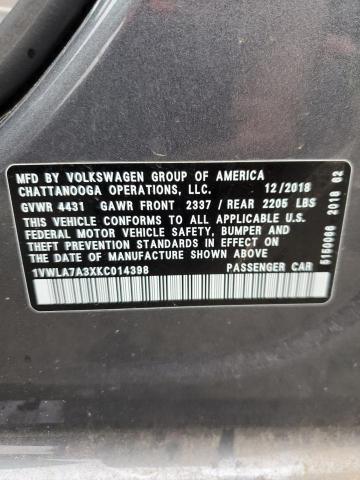 MFD BY VOLKSWAGEN GROUP OF AMERICA
CHATTANOOGA OPERATIONS, LLC. 12/2018
GVWR 4431 GAWR FRONT 2337 / REAR 2205 LBS
THIS VEHICLE CONFORMS TO ALL APPLICABLE U.S.
FEDERAL MOTOR VEHICLE SAFETY, BUMPER AND
THEFT PREVENTION STANDARDS IN EFFECT
ON THE DATE OF MANUFACTURE SHOWN ABOVE.
1VWLA7A3XKC014398 PASSENGER CAR
5150066 2018 02